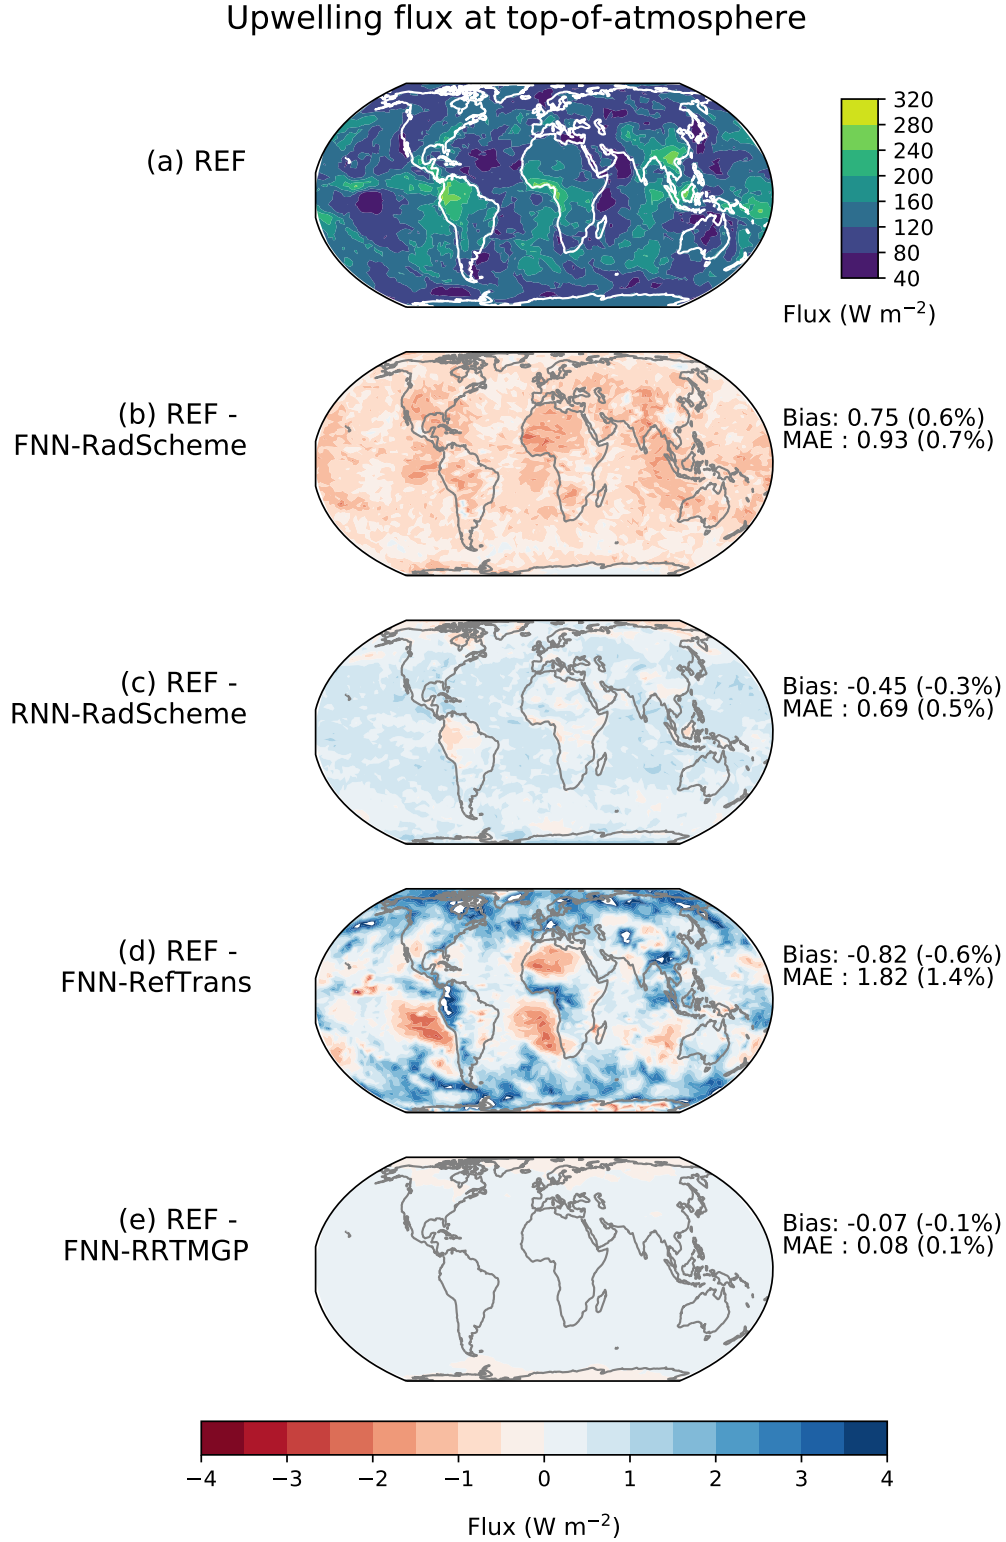 Upwelling flux at top-of-atmosphere
(a) REF
320
280
240
200
160
120
80
40
Flux (W m⁻²)
(b) REF -
FNN-RadScheme
Bias: 0.75 (0.6%)
MAE : 0.93 (0.7%)
(c) REF -
RNN-RadScheme
Bias: -0.45 (-0.3%)
MAE : 0.69 (0.5%)
(d) REF -
FNN-RefTrans
Bias: -0.82 (-0.6%)
MAE : 1.82 (1.4%)
(e) REF -
FNN-RRTMGP
Bias: -0.07 (-0.1%)
MAE : 0.08 (0.1%)
−4 −3 −2 −1 0 1 2 3 4
Flux (W m⁻²)